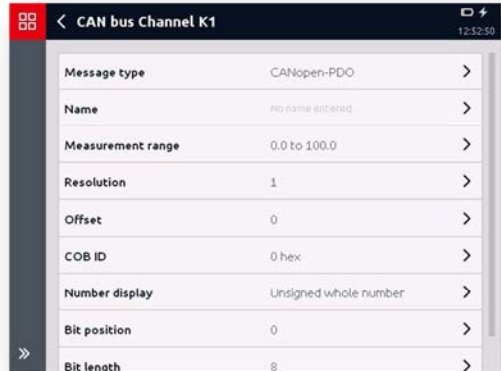 CAN bus Channel K1
12:52:50
Message type CANopen-PDO
Name No name entered.
Measurement range 0.0 to 100.0
Resolution 1
Offset 0
COB ID 0 hex
Number display Unsigned whole number
Bit position 0
Bit length 8